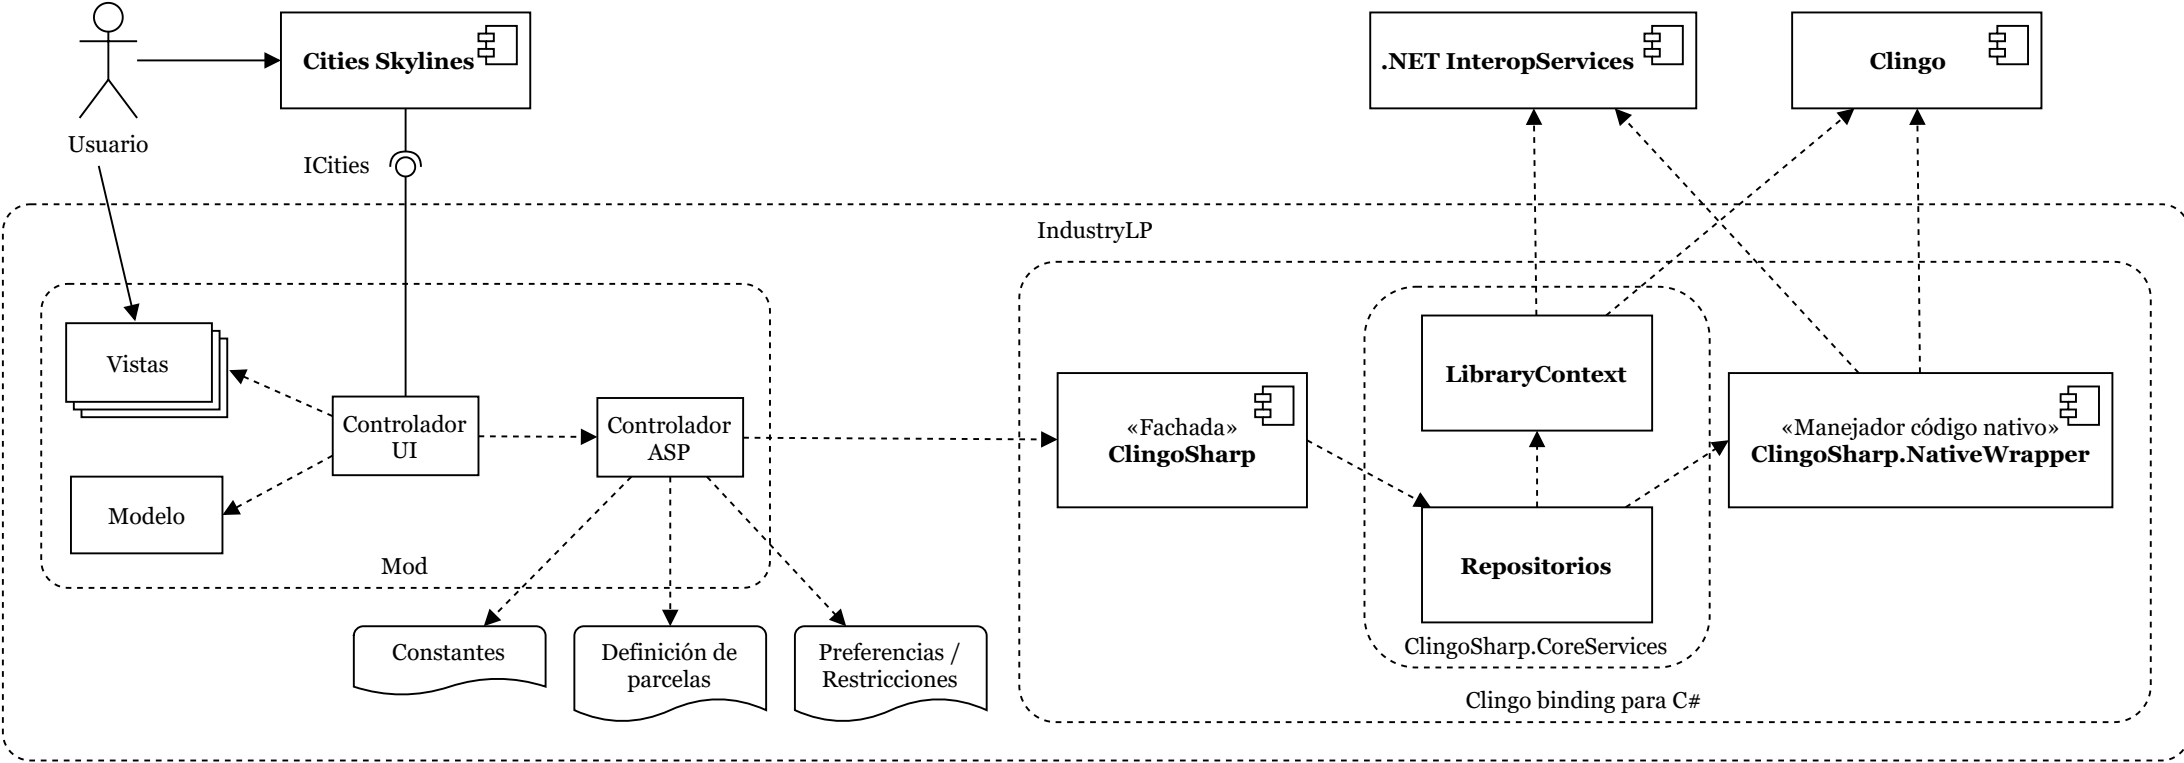 Cities Skylines
.NET InteropServices
Clingo
Usuario
ICities
IndustryLP
Vistas
Controlador
UI
Controlador
ASP
Modelo
Mod
Constantes
Definición de
parcelas
Preferencias /
Restricciones
«Fachada»
ClingoSharp
LibraryContext
Repositorios
ClingoSharp.CoreServices
«Manejador código nativo»
ClingoSharp.NativeWrapper
Clingo binding para C#